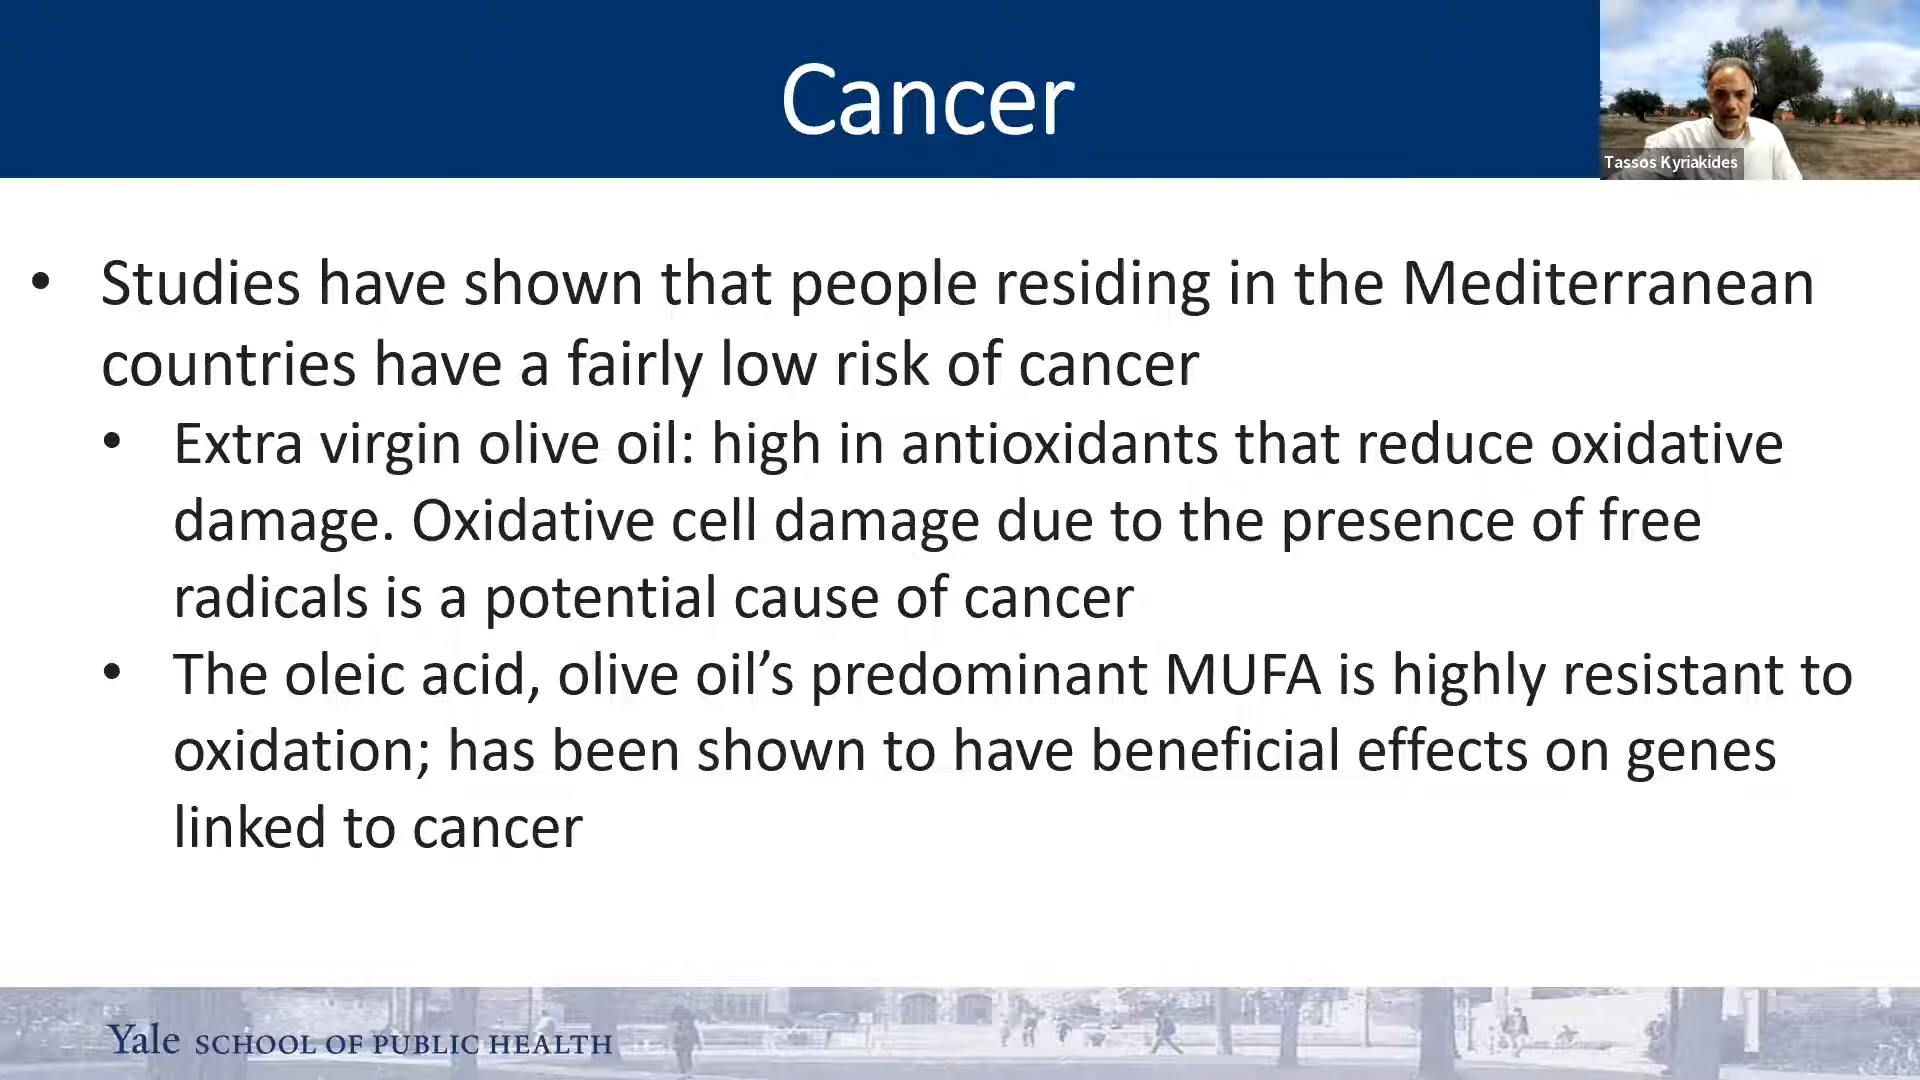 Cancer
Tassos Kyriakides
• Studies have shown that people residing in the Mediterranean
countries have a fairly low risk of cancer
• Extra virgin olive oil: high in antioxidants that reduce oxidative
damage. Oxidative cell damage due to the presence of free
radicals is a potential cause of cancer
• The oleic acid, olive oil’s predominant MUFA is highly resistant to
oxidation; has been shown to have beneficial effects on genes
linked to cancer
Yale SCHOOL OF PUBLIC HEALTH